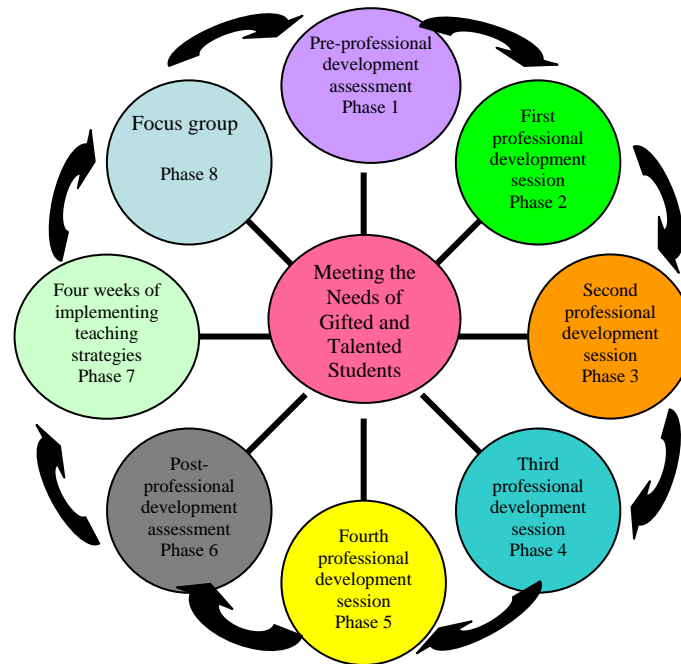 Pre-professional
development
assessment
Phase 1
First
professional
development
session
Phase 2
Second
professional
development
session
Phase 3
Third
professional
development
session
Phase 4
Fourth
professional
development
session
Phase 5
Post-
professional
development
assessment
Phase 6
Four weeks of
implementing
teaching
strategies
Phase 7
Focus group
Phase 8
Meeting the
Needs of
Gifted and
Talented
Students